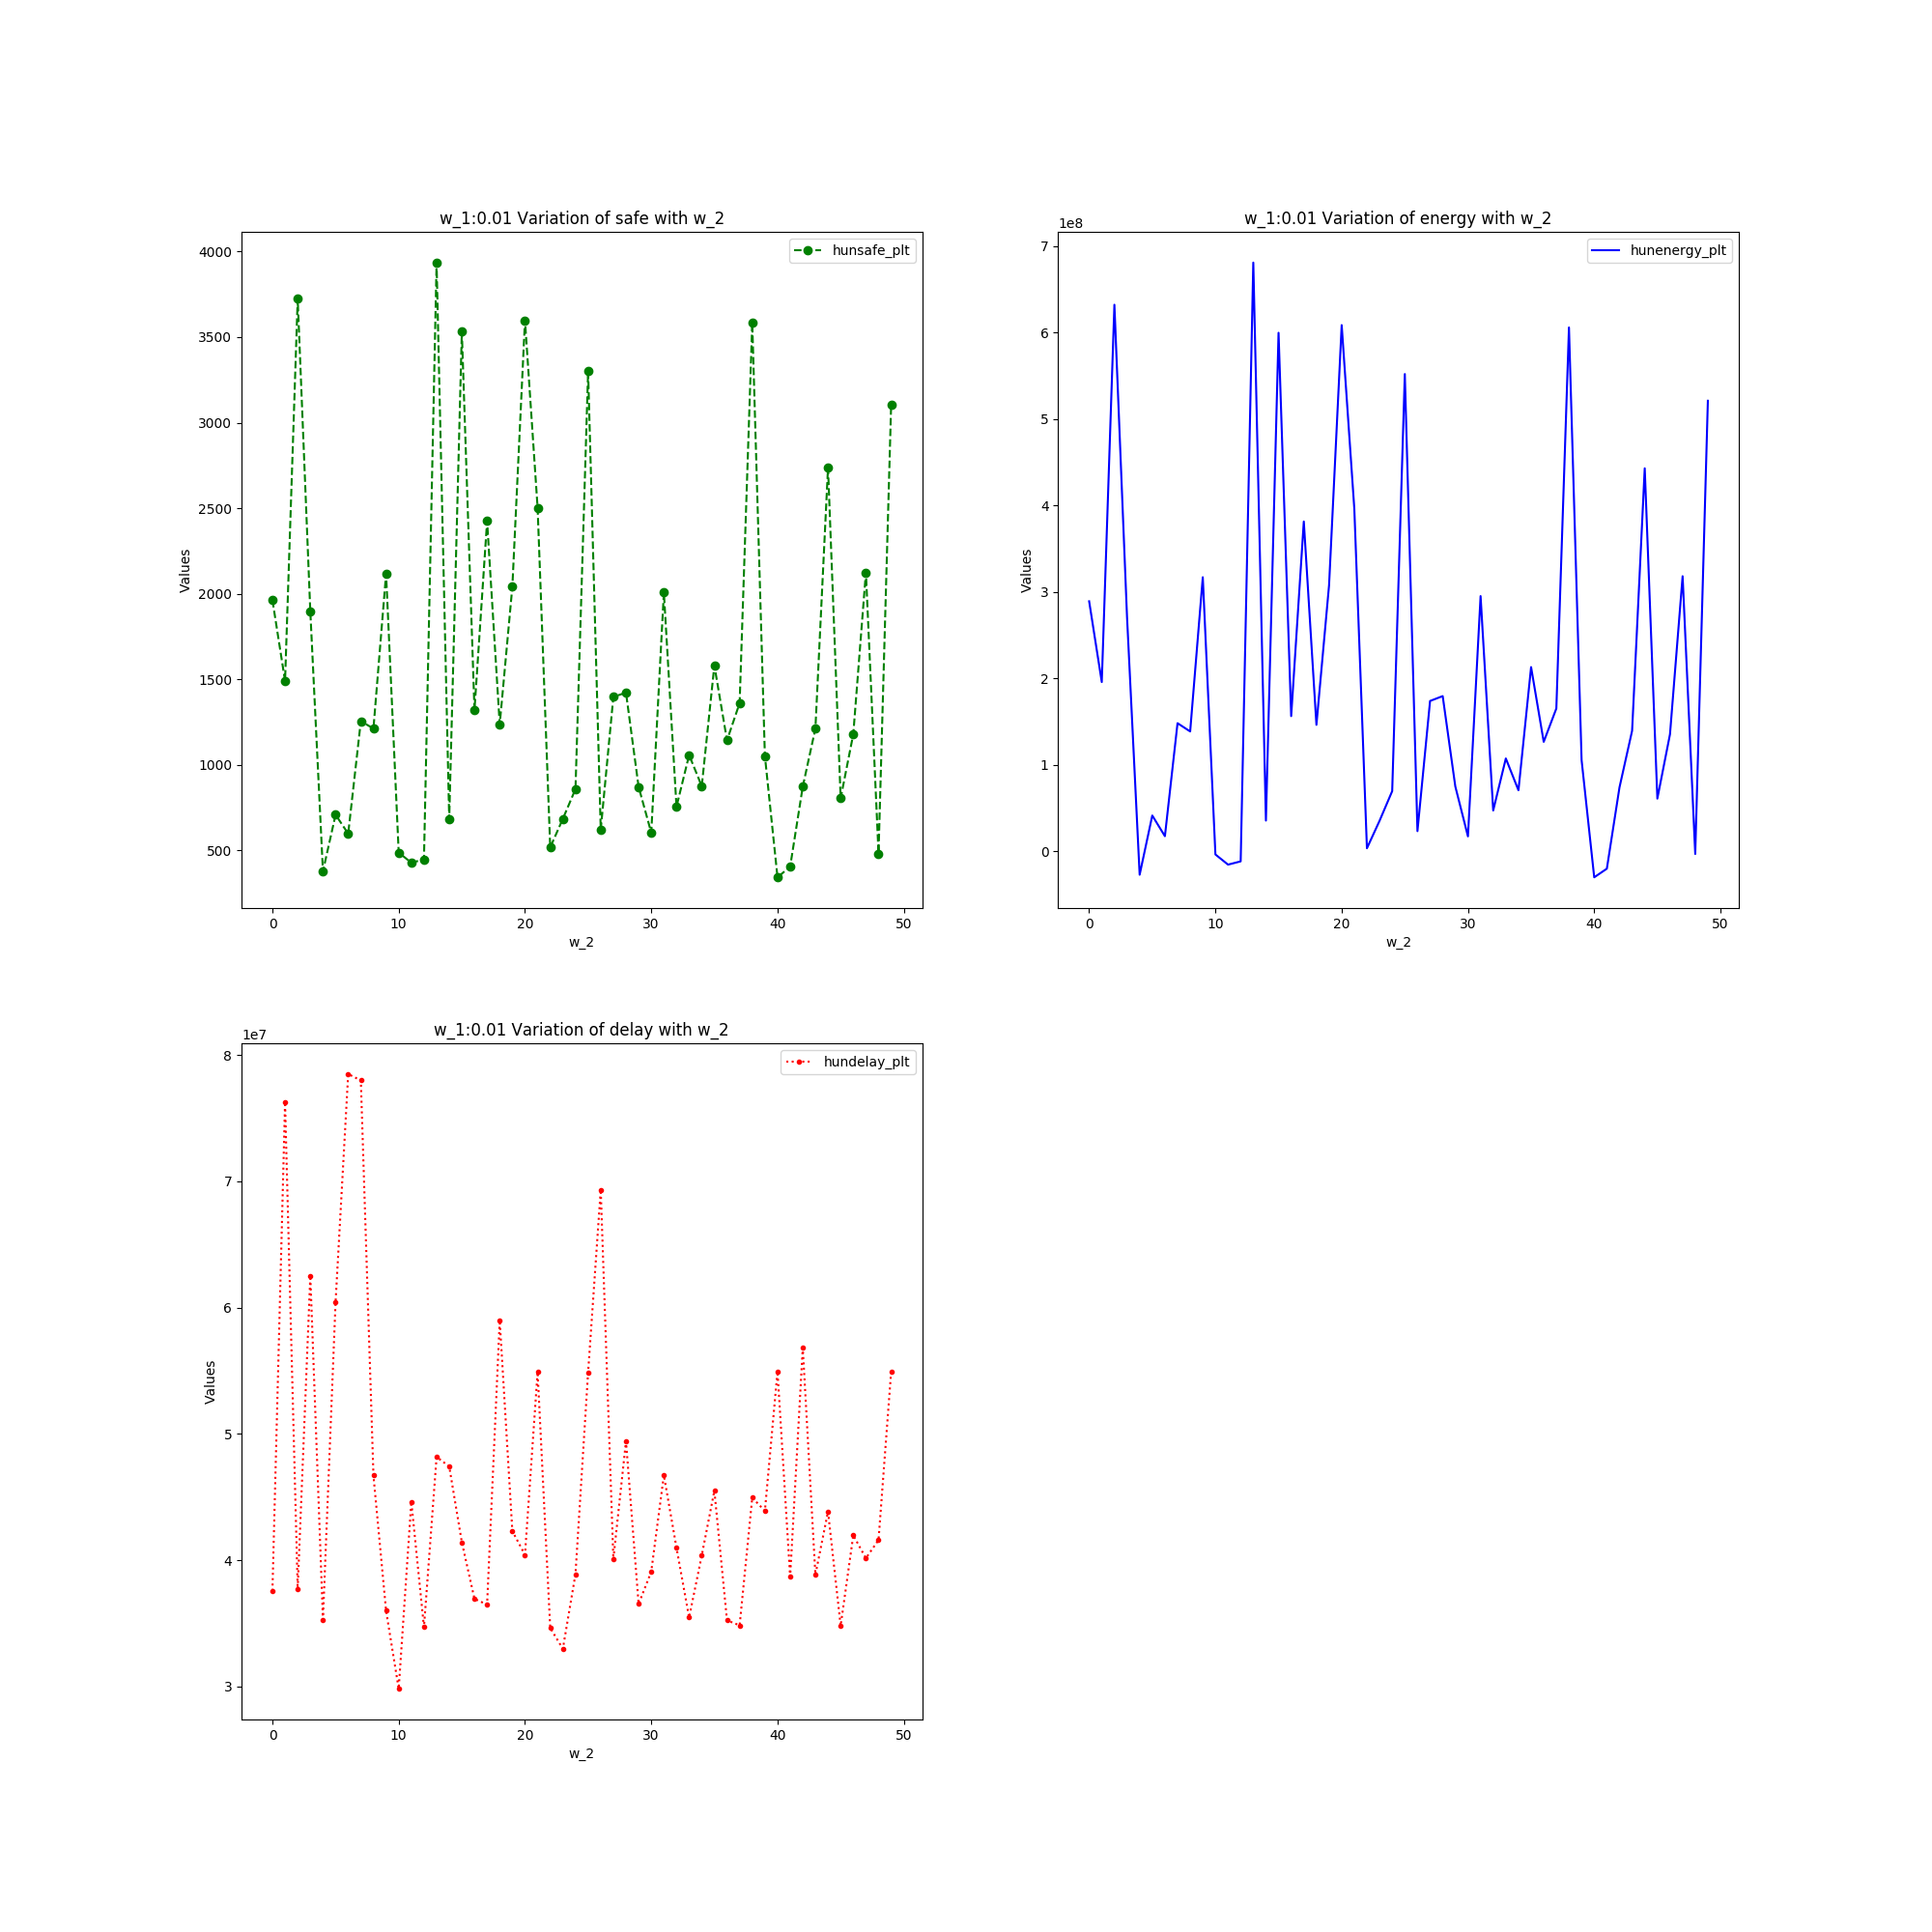 w_1:0.01 Variation of safe with w_2
hunsafe_plt
4000
3500
3000
2500
2000
1500
1000
500
Values
0 10 20 30 40 50
w_2
w_1:0.01 Variation of energy with w_2
1e8
hunenergy_plt
7
6
5
4
3
2
1
0
Values
0 10 20 30 40 50
w_2
w_1:0.01 Variation of delay with w_2
1e7
hundelay_plt
8
7
6
5
4
3
Values
0 10 20 30 40 50
w_2